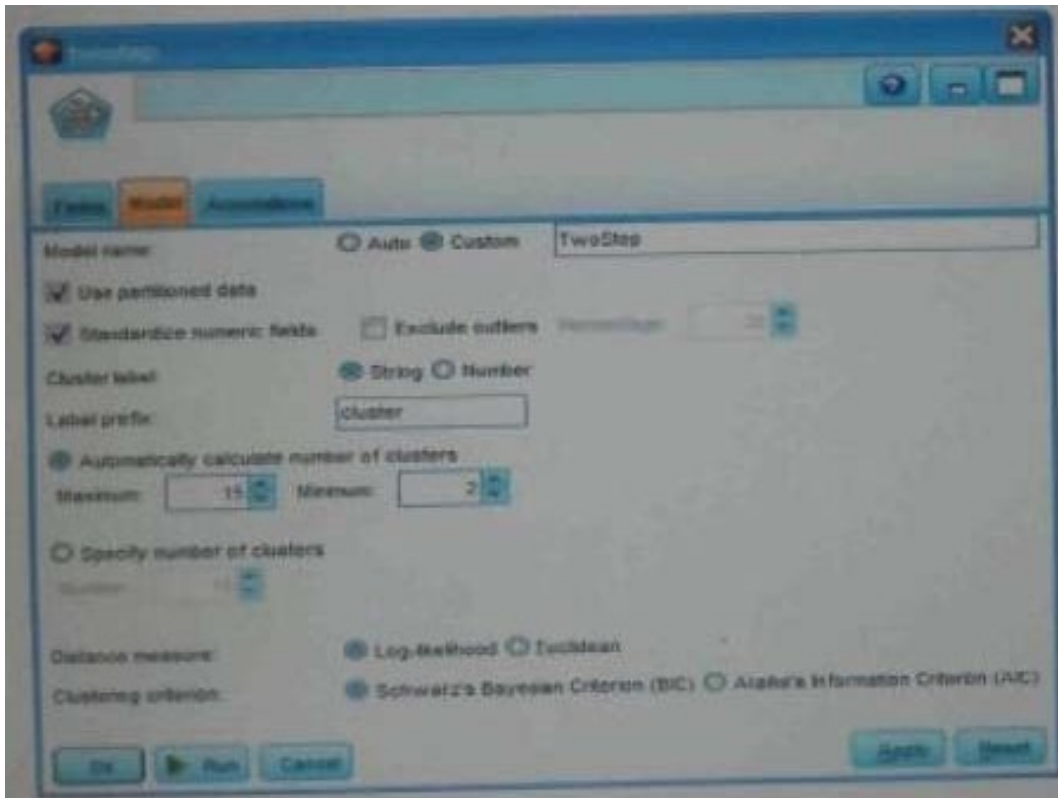 TwoStep
Fields Model Annotations
Model name: Auto Custom TwoStep
Use partitioned data
Standardize numeric fields Exclude outliers Percentage:
Cluster label: String Number
Label prefix: cluster
Automatically calculate number of clusters
Maximum: 15 Minimum: 2
Specify number of clusters
Number:
Distance measure: Log-likelihood Euclidean
Clustering criterion: Schwarz's Bayesian Criterion (BIC) Akaike's Information Criterion (AIC)
OK Run Cancel Apply Reset